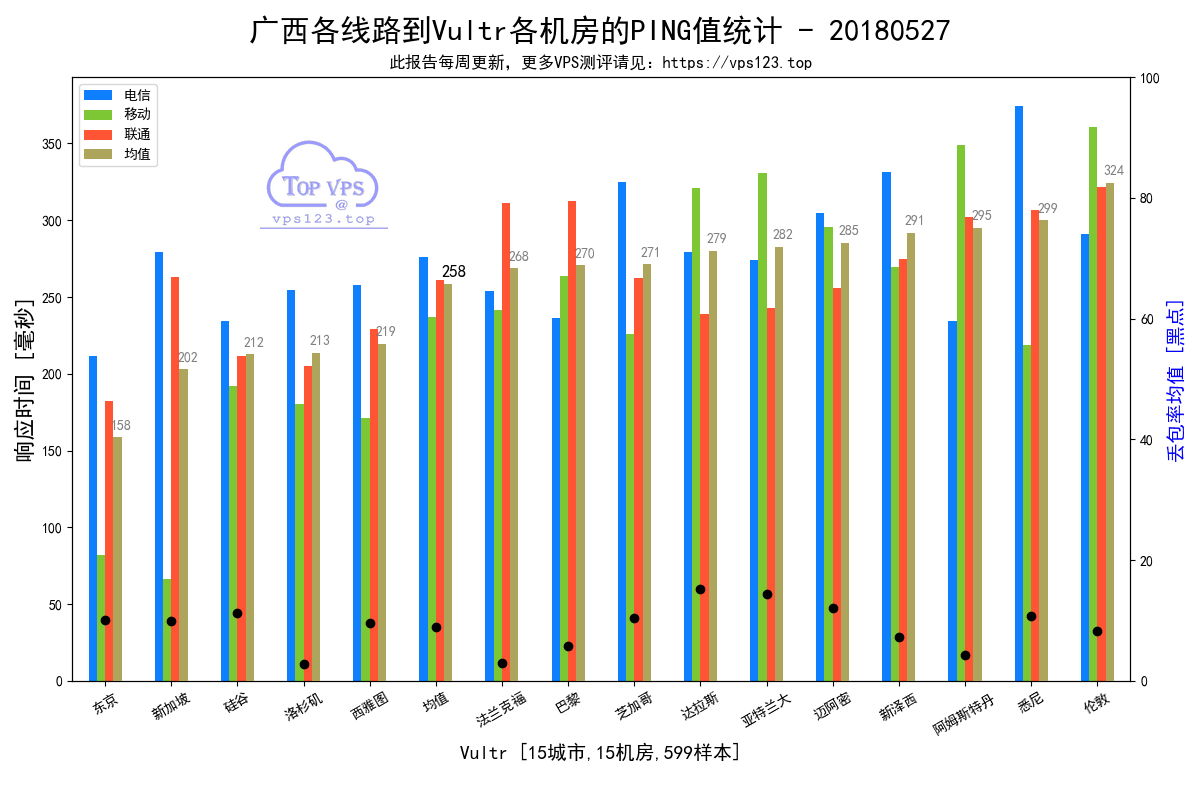 广西各线路到Vultr各机房的PING值统计 - 20180527
此报告每周更新，更多VPS测评请见：https://vps123.top
电信
移动
联通
均值
TOP VPS
@
vps123.top
350
300
250
200
150
100
50
0
响应时间 [毫秒]
100
80
60
40
20
0
丢包率均值 [黑点]
158
202
212
213
219
258
268
270
271
279
282
285
291
295
299
324
东京
新加坡
硅谷
洛杉矶
西雅图
均值
法兰克福
巴黎
芝加哥
达拉斯
亚特兰大
迈阿密
新泽西
阿姆斯特丹
悉尼
伦敦
Vultr [15城市,15机房,599样本]